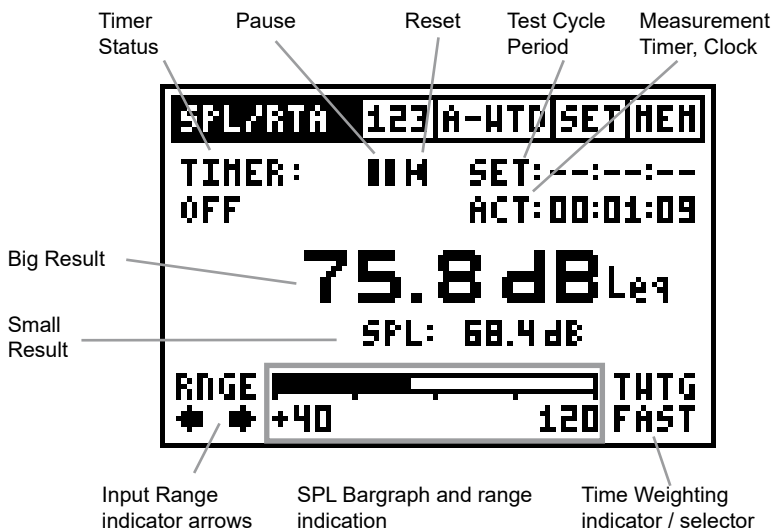 Timer
Status
Pause
Reset
Test Cycle
Period
Measurement
Timer, Clock
SPL/RTA 123 A-WTD SET MEM
TIMER: SET:--:--:--
OFF ACT:00:01:09
Big Result
75.8 dB Leq
Small
Result
SPL: 68.4 dB
RNGE TWTG
+40 120 FAST
Input Range
indicator arrows
SPL Bargraph and range
indication
Time Weighting
indicator / selector